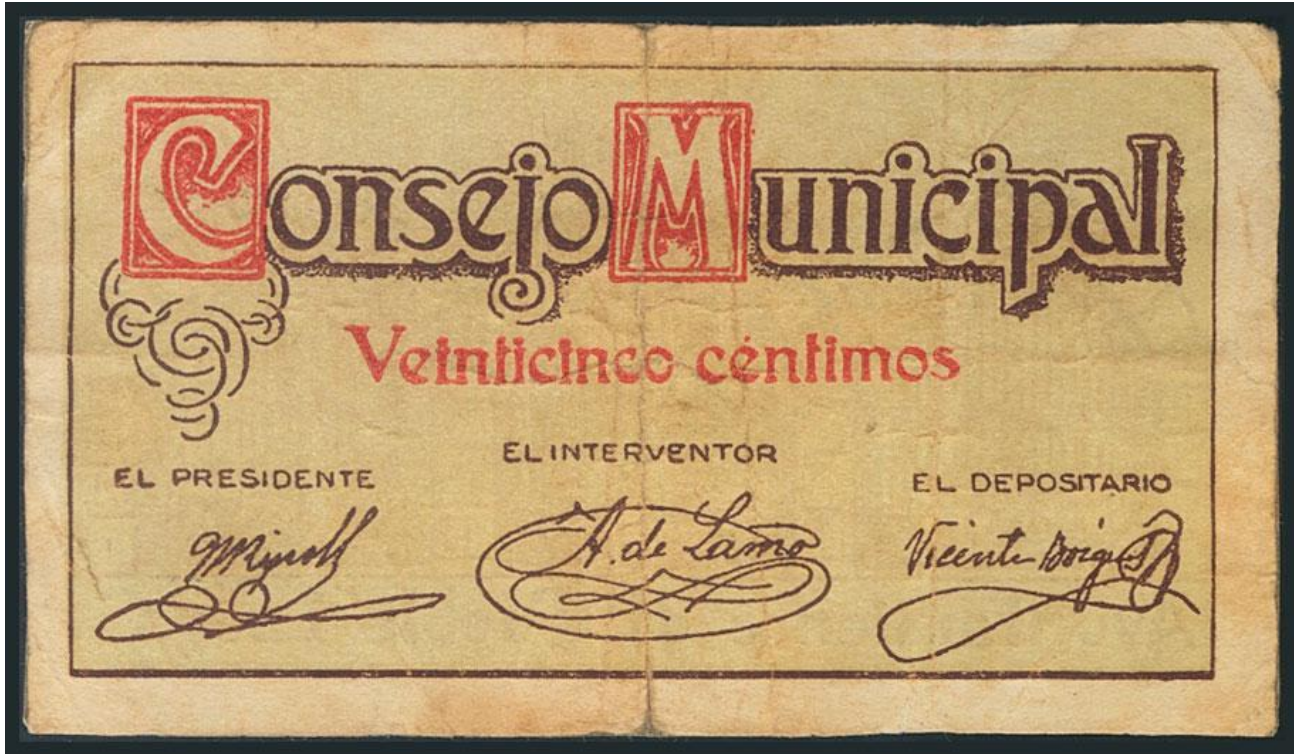 Consejo Municipal
Veinticinco céntimos
EL INTERVENTOR
EL PRESIDENTE
EL DEPOSITARIO
A. de Lamo
Vicente